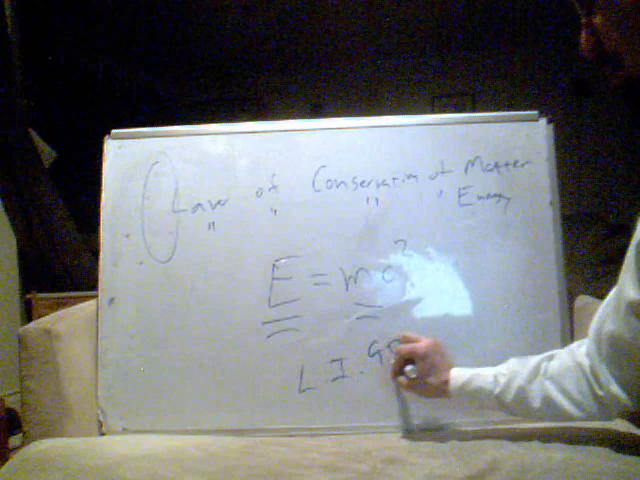 Law of Conservation of Matter
" " " " Energy
E = mc²
L.I.